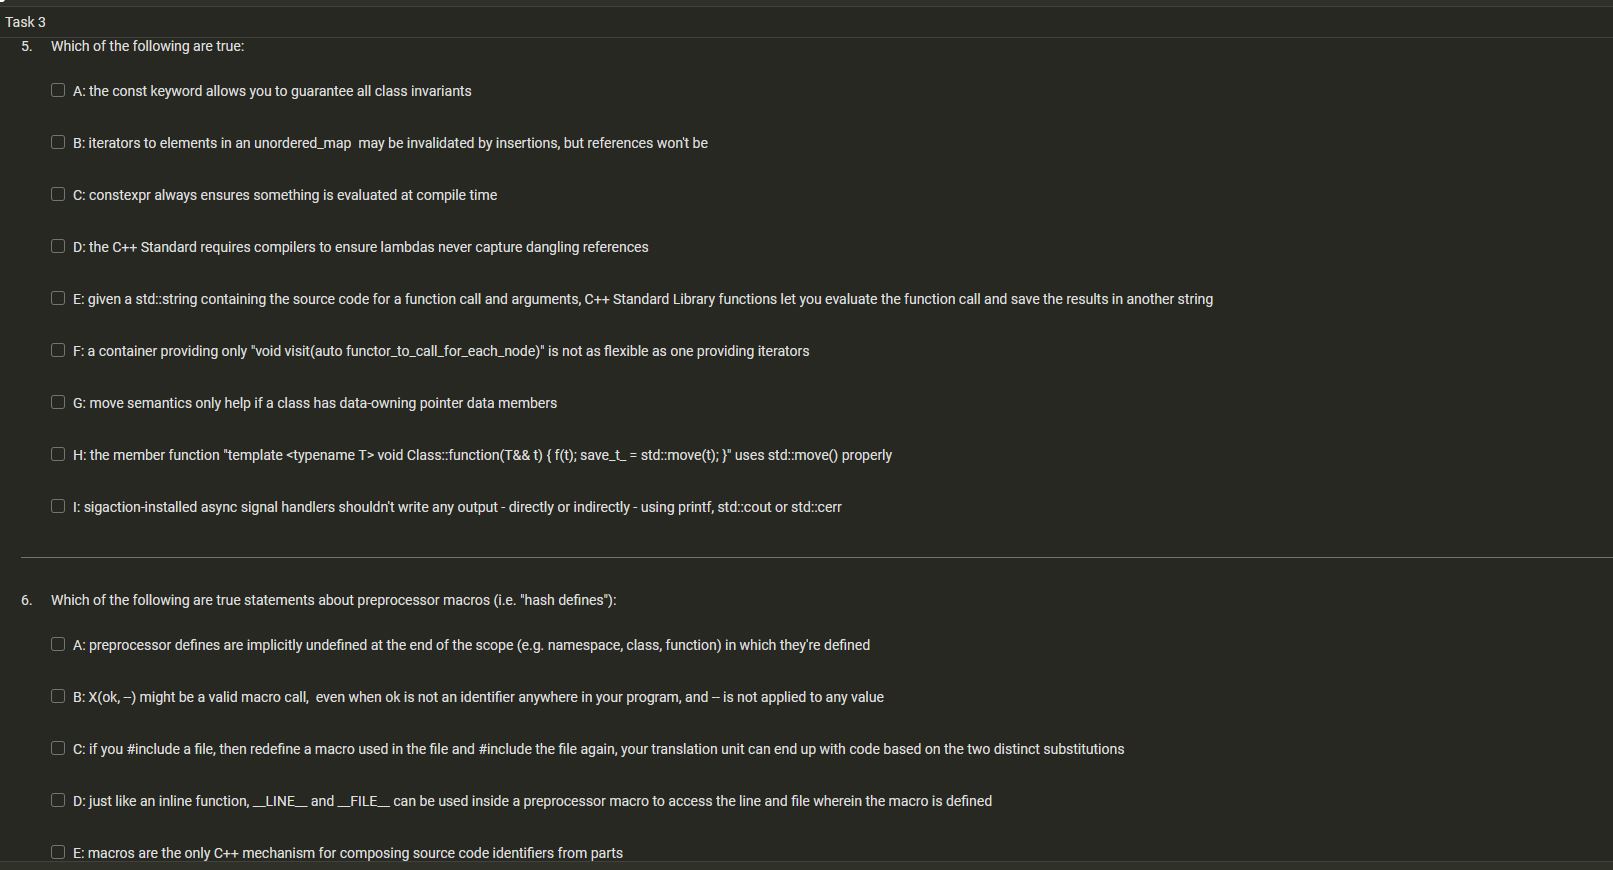 Task 3
5. Which of the following are true:
A: the const keyword allows you to guarantee all class invariants
B: iterators to elements in an unordered_map  may be invalidated by insertions, but references won't be
C: constexpr always ensures something is evaluated at compile time
D: the C++ Standard requires compilers to ensure lambdas never capture dangling references
E: given a std::string containing the source code for a function call and arguments, C++ Standard Library functions let you evaluate the function call and save the results in another string
F: a container providing only "void visit(auto functor_to_call_for_each_node)" is not as flexible as one providing iterators
G: move semantics only help if a class has data-owning pointer data members
H: the member function "template <typename T> void Class::function(T&& t) { f(t); save_t_ = std::move(t); }" uses std::move() properly
I: sigaction-installed async signal handlers shouldn't write any output - directly or indirectly - using printf, std::cout or std::cerr
6. Which of the following are true statements about preprocessor macros (i.e. "hash defines"):
A: preprocessor defines are implicitly undefined at the end of the scope (e.g. namespace, class, function) in which they're defined
B: X(ok, --) might be a valid macro call,  even when ok is not an identifier anywhere in your program, and -- is not applied to any value
C: if you #include a file, then redefine a macro used in the file and #include the file again, your translation unit can end up with code based on the two distinct substitutions
D: just like an inline function, __LINE__ and __FILE__ can be used inside a preprocessor macro to access the line and file wherein the macro is defined
E: macros are the only C++ mechanism for composing source code identifiers from parts